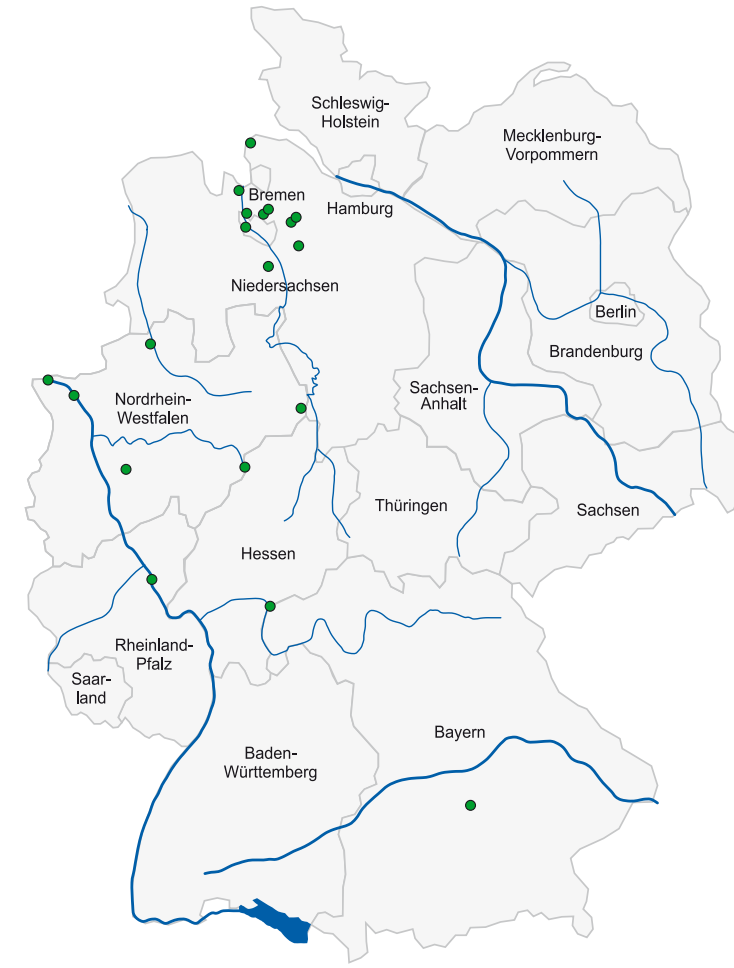 Schleswig-
Holstein
Mecklenburg-
Vorpommern
Bremen
Hamburg
Niedersachsen
Berlin
Brandenburg
Nordrhein-
Westfalen
Sachsen-
Anhalt
Thüringen
Sachsen
Hessen
Rheinland-
Pfalz
Saar-
land
Bayern
Baden-
Württemberg